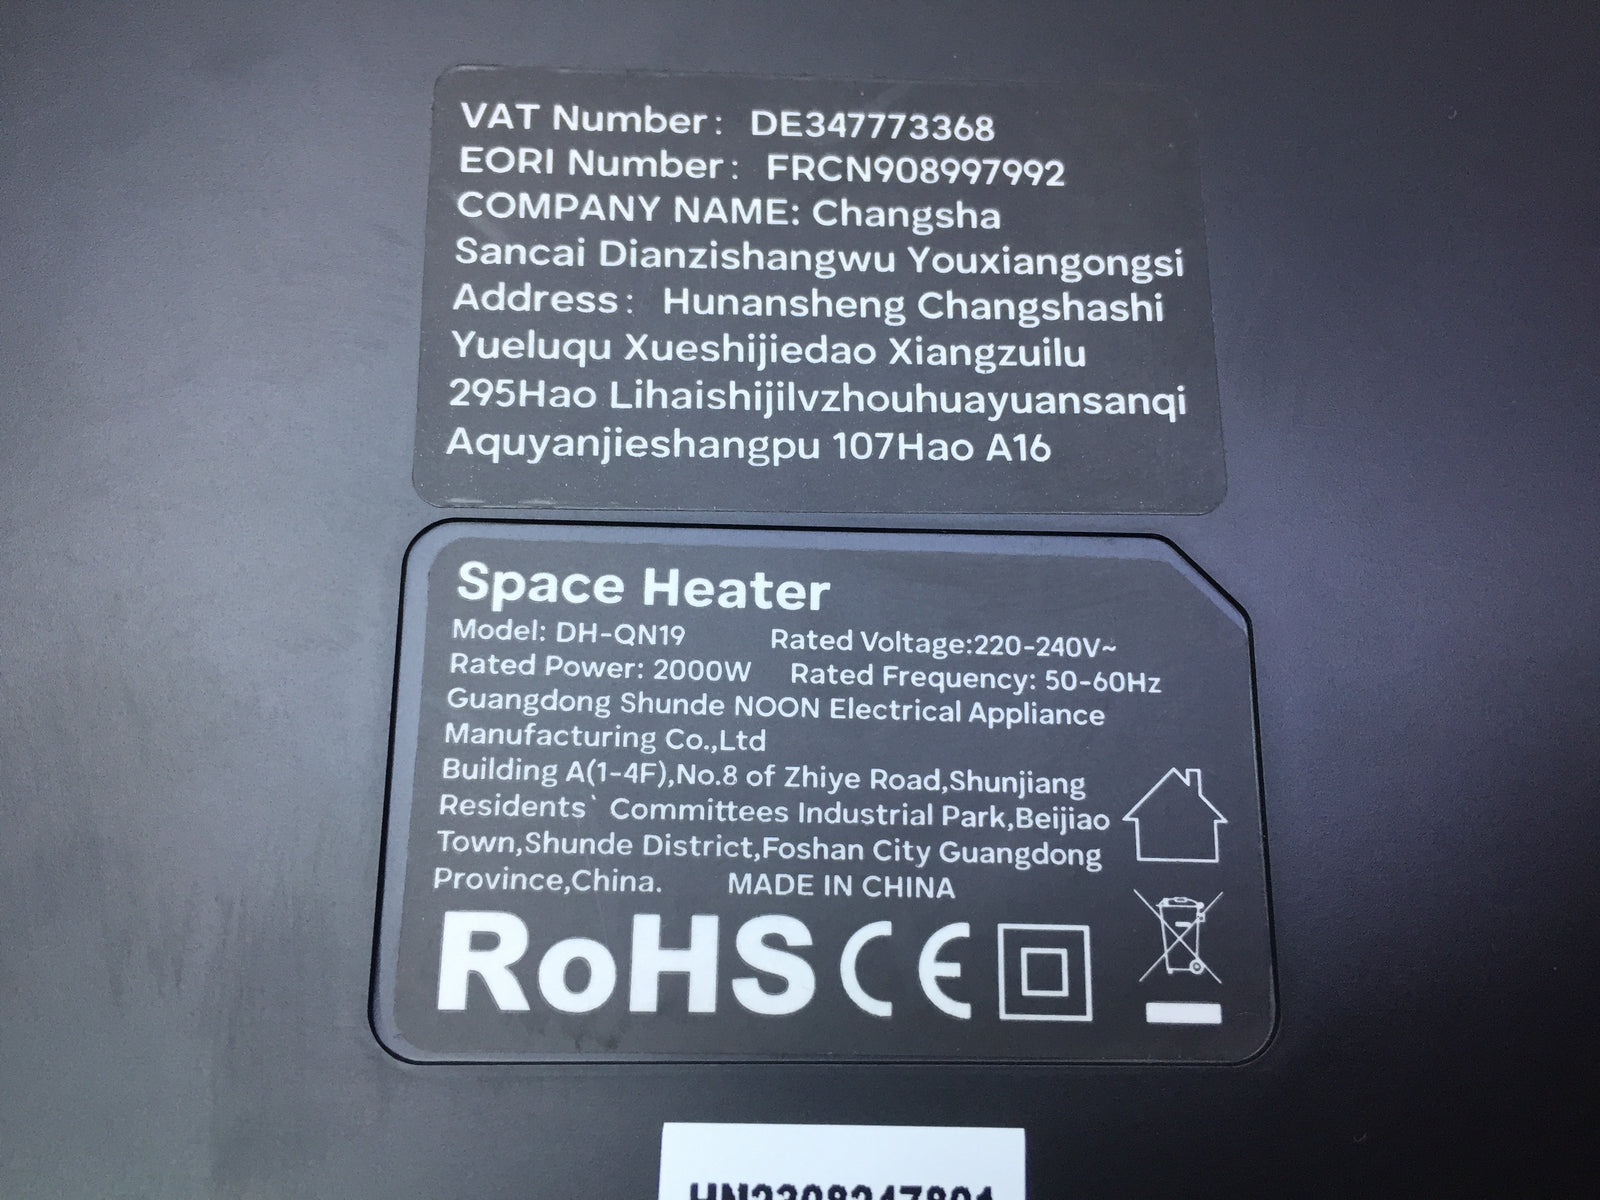 VAT Number: DE347773368
EORI Number: FRCN908997992
COMPANY NAME: Changsha
Sancai Dianzishangwu Youxiangongsi
Address: Hunansheng Changshashi
Yueluqu Xueshijiedao Xiangzuilu
295Hao Lihaishijilvzhouhuayuansanqi
Aquyanjieshangpu 107Hao A16
Space Heater
Model: DH-QN19 Rated Voltage:220-240V~
Rated Power: 2000W Rated Frequency: 50-60Hz
Guangdong Shunde NOON Electrical Appliance
Manufacturing Co.,Ltd
Building A(1-4F),No.8 of Zhiye Road,Shunjiang
Residents` Committees Industrial Park,Beijiao
Town,Shunde District,Foshan City Guangdong
Province,China. MADE IN CHINA
RoHS CE